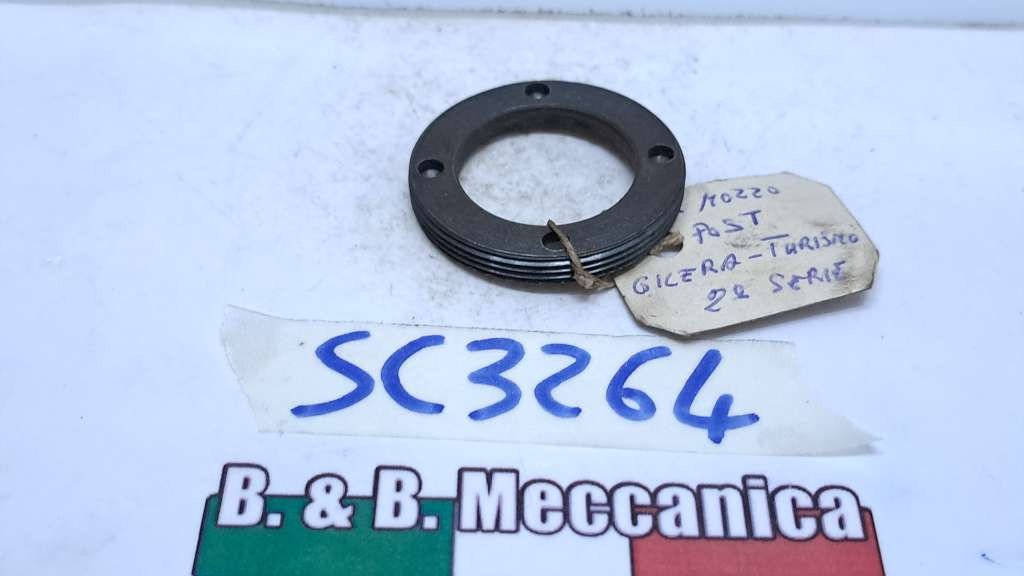 MOZZO
POST
GILERA-TURISMO
2ª SERIE
SC3264
B. & B. Meccanica